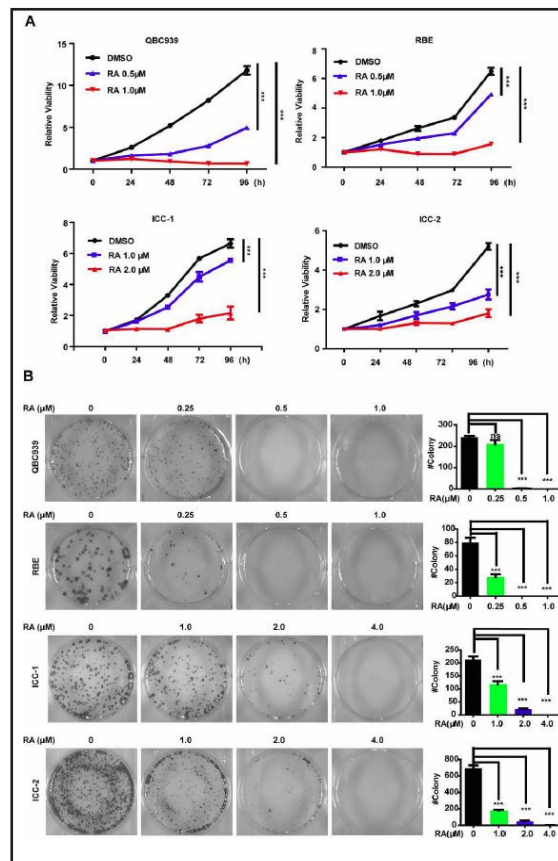 A
QBC939
DMSO
RA 0.5μM
RA 1.0μM
Relative Viability
15
10
5
0
0 24 48 72 96 (h)
***
***
RBE
DMSO
RA 0.5μM
RA 1.0μM
Relative Viability
8
6
4
2
0
0 24 48 72 96 (h)
***
***
ICC-1
DMSO
RA 1.0 μM
RA 2.0 μM
Relative Viability
8
6
4
2
0
0 24 48 72 96 (h)
***
***
ICC-2
DMSO
RA 1.0 μM
RA 2.0 μM
Relative Viability
6
4
2
0
0 24 48 72 96 (h)
***
***
B
RA (μM) 0 0.25 0.5 1.0
QBC939
#Colony
300
200
100
0
ns
*** ***
RA(μM) 0 0.25 0.5 1.0
RA (μM) 0 0.25 0.5 1.0
RBE
#Colony
100
80
60
40
20
0
***
*** ***
RA(μM) 0 0.25 0.5 1.0
RA (μM) 0 1.0 2.0 4.0
ICC-1
#Colony
250
200
150
100
50
0
***
*** ***
RA(μM) 0 1.0 2.0 4.0
RA (μM) 0 1.0 2.0 4.0
ICC-2
#Colony
800
600
400
200
0
***
*** ***
RA(μM) 0 1.0 2.0 4.0